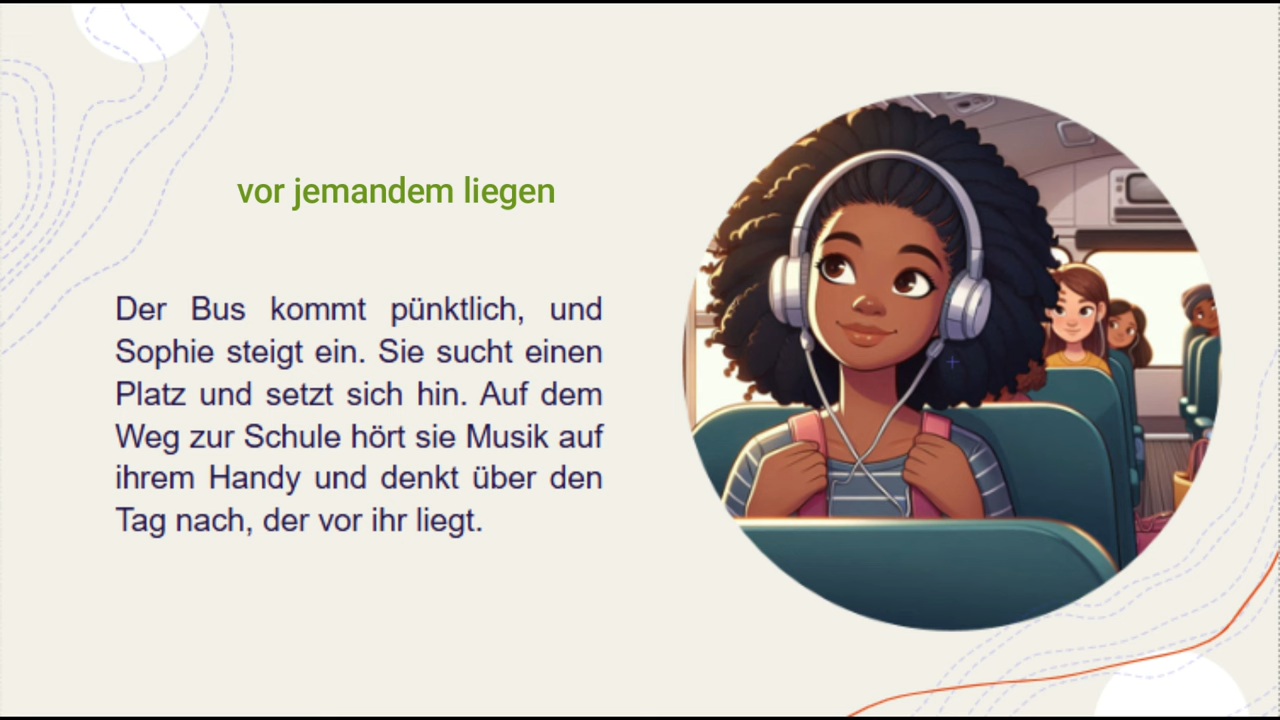 vor jemandem liegen
Der Bus kommt pünktlich, und
Sophie steigt ein. Sie sucht einen
Platz und setzt sich hin. Auf dem
Weg zur Schule hört sie Musik auf
ihrem Handy und denkt über den
Tag nach, der vor ihr liegt.